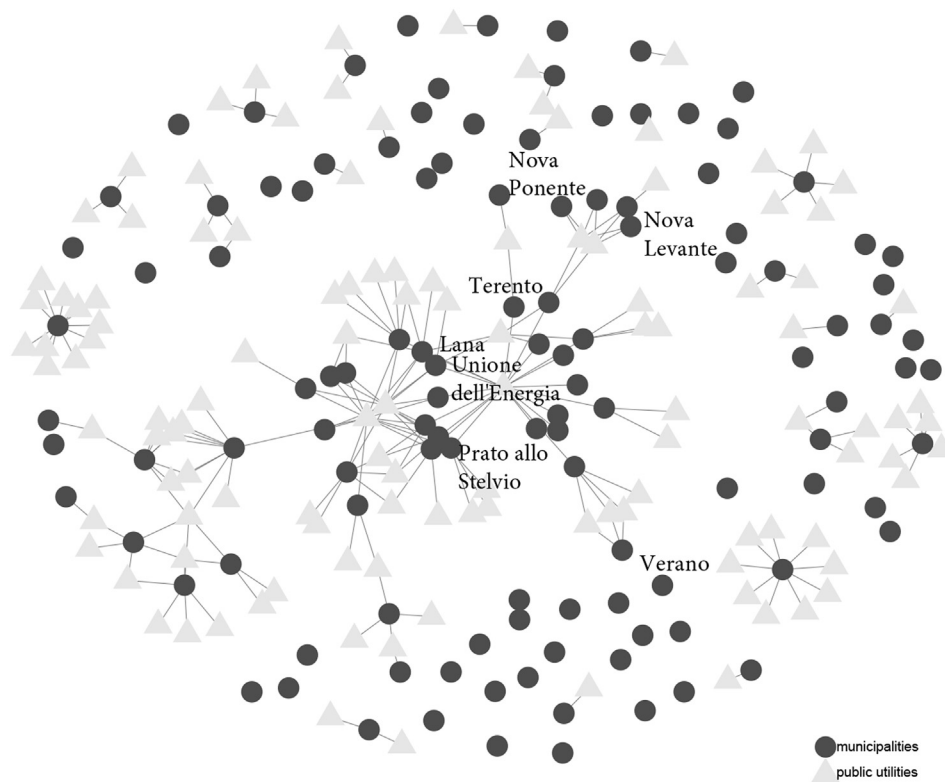 Nova
Ponente
Nova
Levante
Terento
Lana
Unione
dell'Energia
Prato allo
Stelvio
Verano
municipalities
public utilities